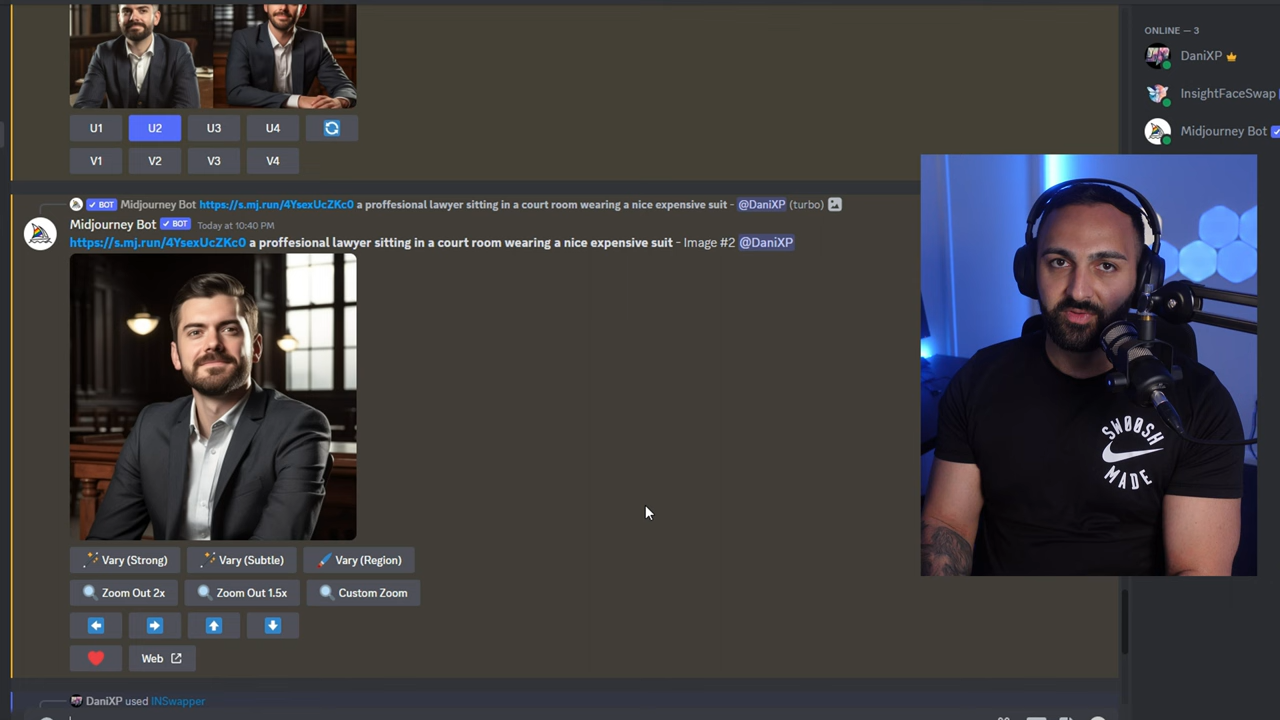 ONLINE — 3
DaniXP
InsightFaceSwap
Midjourney Bot
U1 U2 U3 U4
V1 V2 V3 V4
BOT Midjourney Bot https://s.mj.run/4YsexUcZKc0 a proffesional lawyer sitting in a court room wearing a nice expensive suit - @DaniXP (turbo)
Midjourney Bot BOT Today at 10:40 PM
https://s.mj.run/4YsexUcZKc0 a proffesional lawyer sitting in a court room wearing a nice expensive suit - Image #2 @DaniXP
Vary (Strong) Vary (Subtle) Vary (Region)
Zoom Out 2x Zoom Out 1.5x Custom Zoom
Web
DaniXP used INSwapper
SWOOSH
MADE